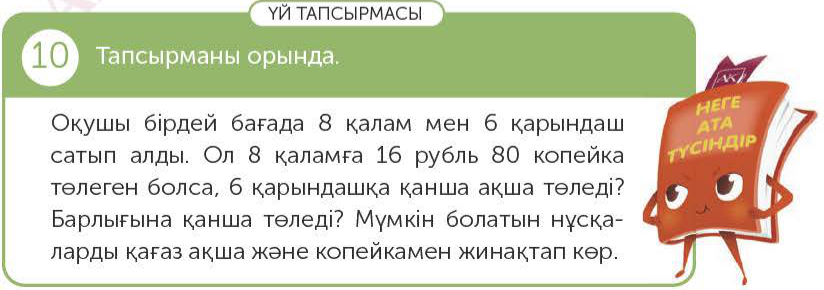 ҮЙ ТАПСЫРМАСЫ
10 Тапсырманы орында.
Оқушы бірдей бағада 8 қалам мен 6 қарындаш
сатып алды. Ол 8 қаламға 16 рубль 80 копейка
төлеген болса, 6 қарындашқа қанша ақша төледі?
Барлығына қанша төледі? Мүмкін болатын нұсқа-
ларды қағаз ақша және копейкамен жинақтап көр.
АК
НЕГЕ
АТА
ТҮСІНДІР